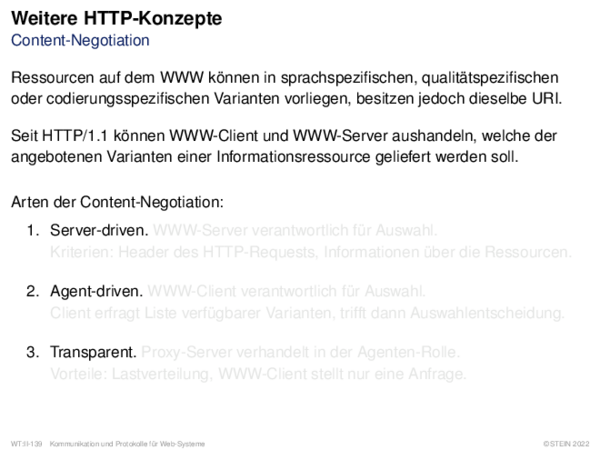 Weitere HTTP-Konzepte
Content-Negotiation
Ressourcen auf dem WWW können in sprachspezifischen, qualitätspezifischen
oder codierungsspezifischen Varianten vorliegen, besitzen jedoch dieselbe URI.
Seit HTTP/1.1 können WWW-Client und WWW-Server aushandeln, welche der
angebotenen Varianten einer Informationsressource geliefert werden soll.
Arten der Content-Negotiation:
1. Server-driven. WWW-Server verantwortlich für Auswahl.
Kriterien: Header des HTTP-Requests, Informationen über die Ressourcen.
2. Agent-driven. WWW-Client verantwortlich für Auswahl.
Client erfragt Liste verfügbarer Varianten, trifft dann Auswahlentscheidung.
3. Transparent. Proxy-Server verhandelt in der Agenten-Rolle.
Vorteile: Lastverteilung, WWW-Client stellt nur eine Anfrage.
WT:II-139 Kommunikation und Protokolle für Web-Systeme ©STEIN 2022